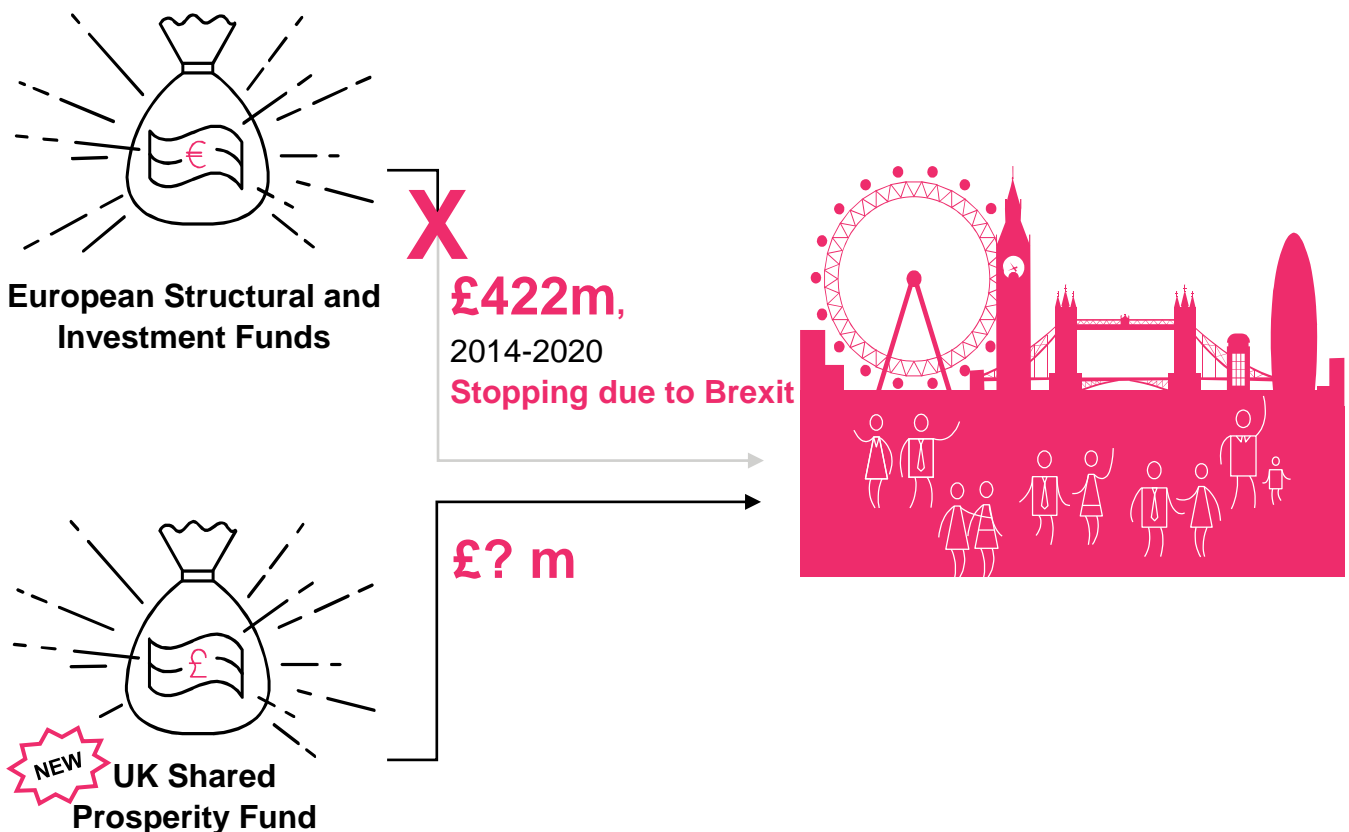 €
European Structural and
Investment Funds
X
£422m,
2014-2020
Stopping due to Brexit
£? m
£
NEW
UK Shared
Prosperity Fund